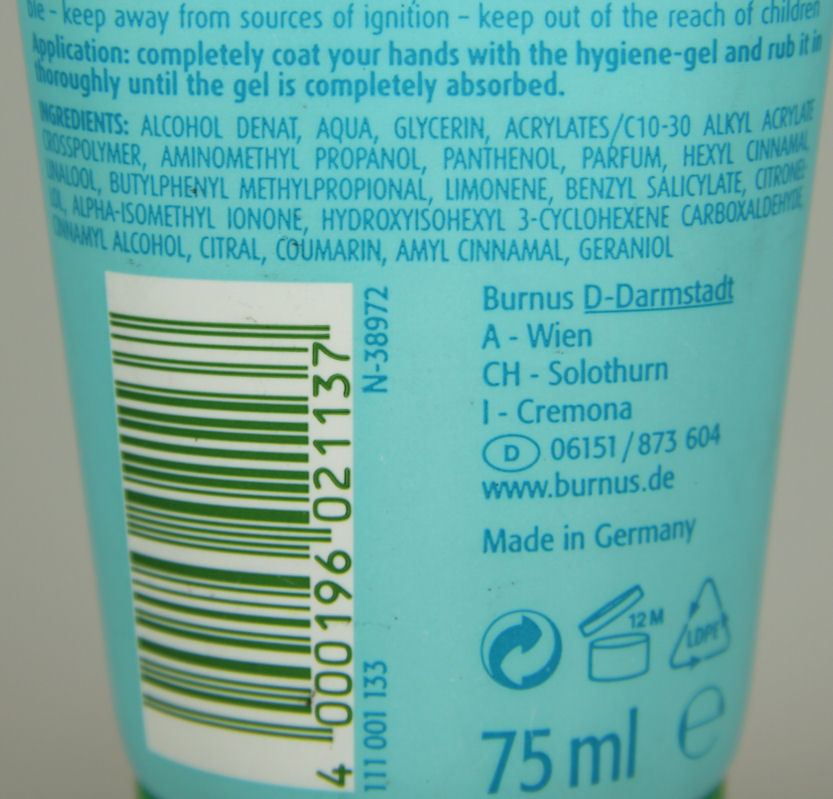 - keep away from sources of ignition – keep out of the reach of children
Application: completely coat your hands with the hygiene-gel and rub it in
thoroughly until the gel is completely absorbed.
INGREDIENTS: ALCOHOL DENAT, AQUA, GLYCERIN, ACRYLATES/C10-30 ALKYL ACRYLATE
CROSSPOLYMER, AMINOMETHYL PROPANOL, PANTHENOL, PARFUM, HEXYL CINNAMAL,
LINALOOL, BUTYLPHENYL METHYLPROPIONAL, LIMONENE, BENZYL SALICYLATE, CITRONEL-
LOL, ALPHA-ISOMETHYL IONONE, HYDROXYISOHEXYL 3-CYCLOHEXENE CARBOXALDEHYDE,
CINNAMYL ALCOHOL, CITRAL, COUMARIN, AMYL CINNAMAL, GERANIOL
4 000196 021137
N-38972
111 001 133
Burnus D-Darmstadt
A - Wien
CH - Solothurn
I - Cremona
D 06151/873 604
www.burnus.de
Made in Germany
12 M
LDPE
75 ml e